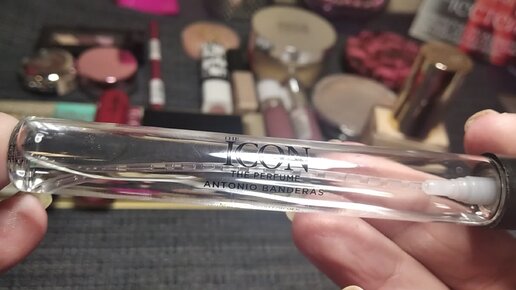 THE
ICON
THE PERFUME
ANTONIO BANDERAS